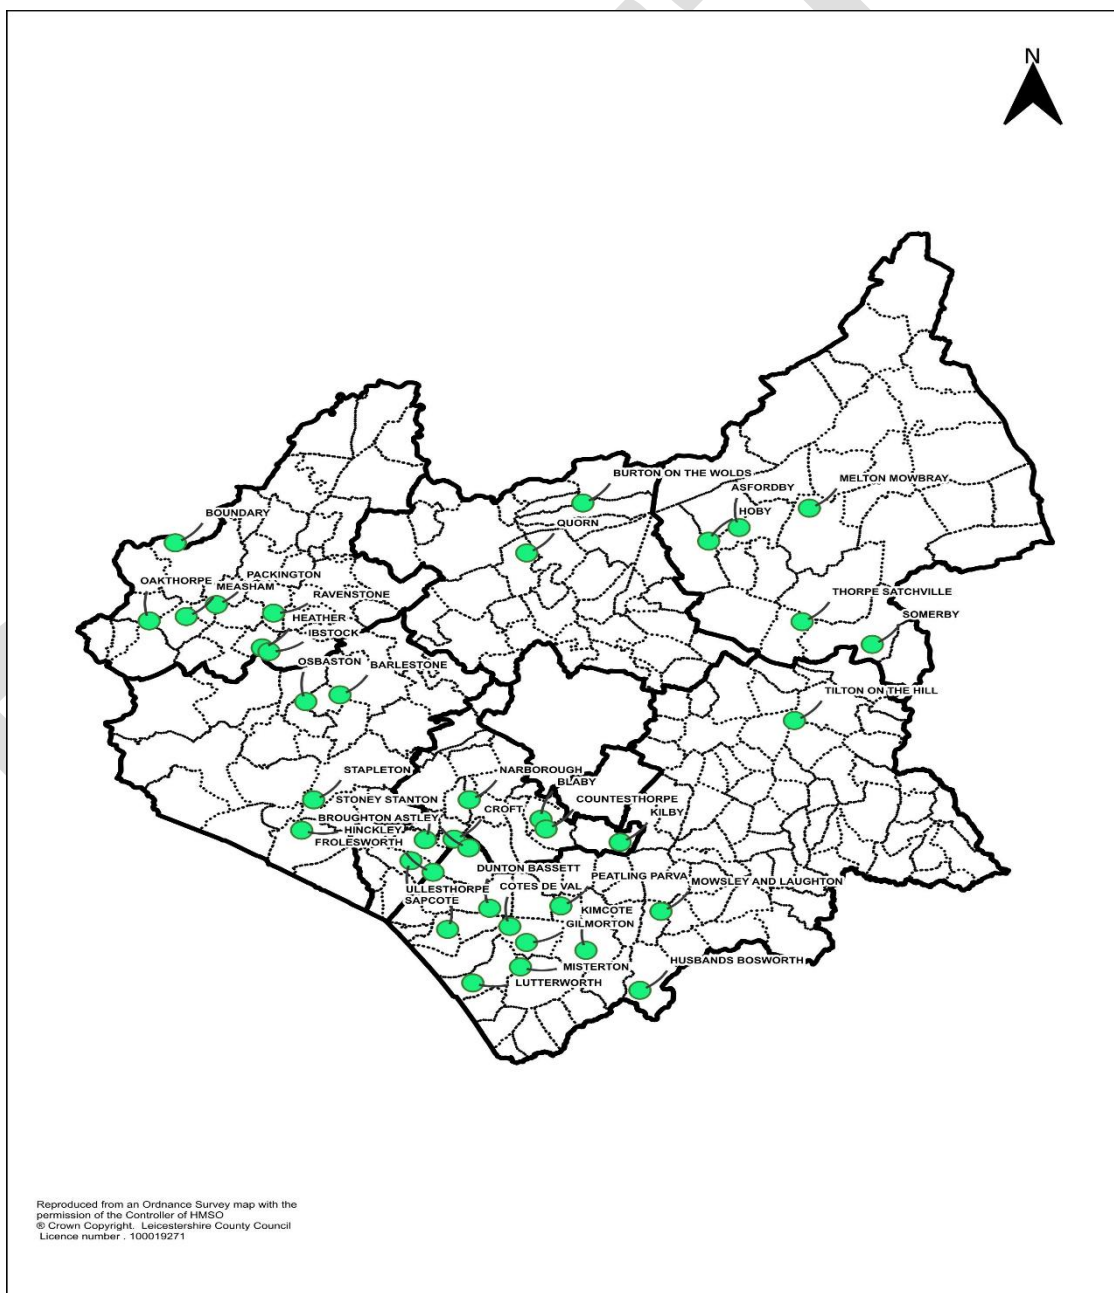 N
BURTON ON THE WOLDS
ASFORDBY
MELTON MOWBRAY
HOBY
BOUNDARY
QUORN
OAKTHORPE
PACKINGTON
MEASHAM
RAVENSTONE
HEATHER
IBSTOCK
THORPE SATCHVILLE
SOMERBY
OSBASTON
BARLESTONE
TILTON ON THE HILL
STAPLETON
NARBOROUGH
BLABY
STONEY STANTON
CROFT
COUNTESTHORPE
KILBY
BROUGHTON ASTLEY
HINCKLEY
FROLESWORTH
DUNTON BASSETT
PEATLING PARVA
MOWSLEY AND LAUGHTON
ULLESTHORPE
COTES DE VAL
SAPCOTE
KIMCOTE
GILMORTON
HUSBANDS BOSWORTH
MISTERTON
LUTTERWORTH
Reproduced from an Ordnance Survey map with the
permission of the Controller of HMSO
® Crown Copyright. Leicestershire County Council
Licence number . 100019271